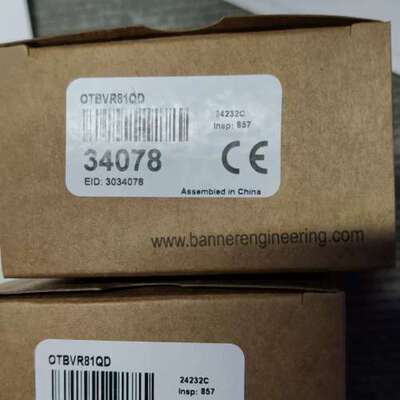 OTBVR81QD
24232C
Insp: 857
34078
CE
EID: 3034078
Assembled in China
www.bannerengineering.com
OTBVR81QD
24232C
Insp: 857